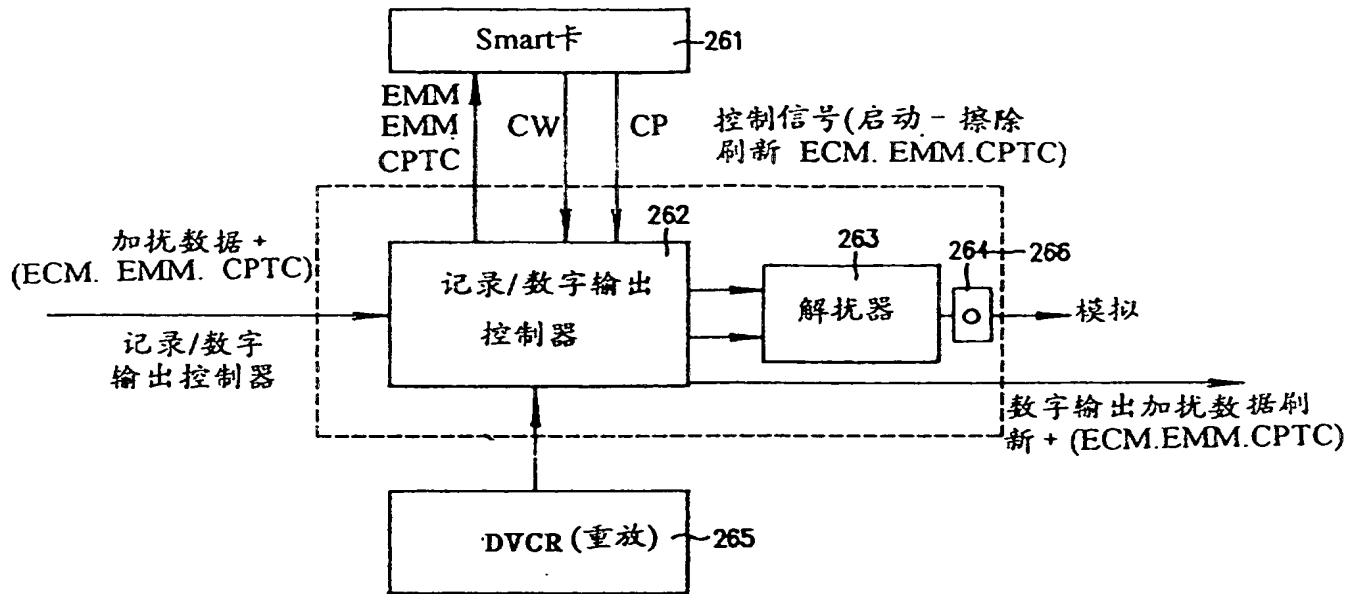 Smart卡
261
EMM
EMM
CPTC
CW
CP
控制信号(启动-擦除
刷新 ECM. EMM.CPTC)
加扰数据+
(ECM. EMM. CPTC)
记录/数字
输出控制器
262
记录/数字输出
控制器
263
解扰器
264
266
模拟
数字输出加扰数据刷
新+(ECM.EMM.CPTC)
DVCR(重放)
265